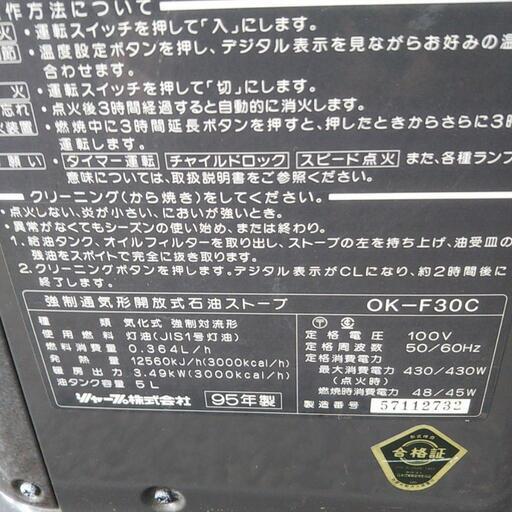 作方法について
火 ・運転スイッチを押して「入」にします。
節 ・温度設定ボタンを押し、デジタル表示を見ながらお好みの温
合わせます。
火 ・運転スイッチを押して「切」にします。
忘れ ・点火後3時間経過すると自動的に消火します。
火装置 ・燃焼中に3時間延長ボタンを押すと、押したときからさらに3時
運転します。
願い ・タイマー運転 チャイルドロック スピード点火 また、各種ランプ
意味については、取扱説明書をご参照ください。
クリーニング(から焼き)をしてください。
・点火しない、炎が小さい、においが強いとき。
・異常がなくてもシーズンの使い始め、または終わり。
1. 給油タンク、オイルフィルターを取り出し、ストーブの左を持ち上げ、油受皿の
残油をスポイトで完全に抜き取ります。
2. クリーニングボタンを押します。デジタル表示がCLになり、約2時間後に
終了します。
強制通気形開放式石油ストーブ OK-F30C
種類 気化式 強制対流形
使用燃料 灯油(JIS1号灯油)
燃料消費量 0.364L/h
発熱量 12560kJ/h(3000kcal/h)
暖房出力 3.49kW(3000kcal/h)
油タンク容量 5L
シャープ株式会社 95年製
定格電圧 100V
定格周波数 50/60Hz
定格消費電力
最大消費電力 430/430W
(点火時)
燃焼時消費電力 48/45W
製造番号 57112732
合格証